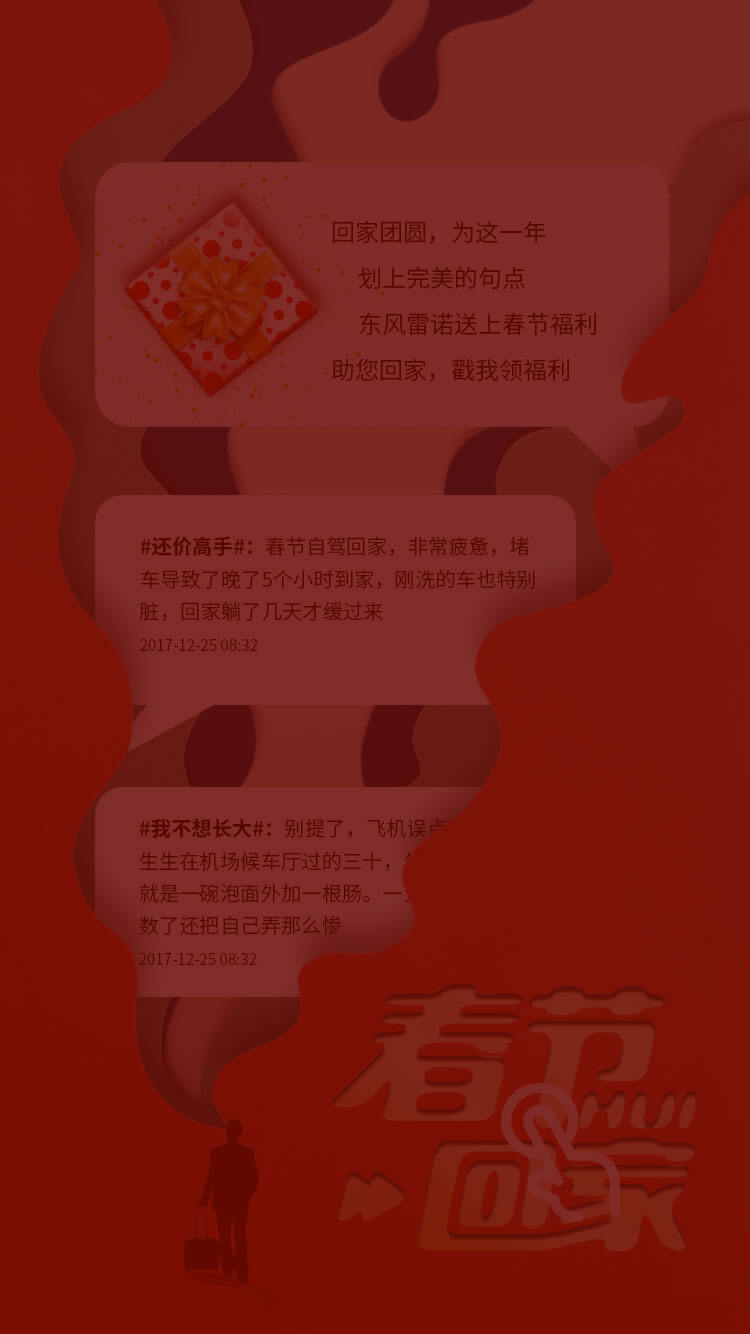 回家团圆，为这一年
划上完美的句点
东风雷诺送上春节福利
助您回家，戳我领福利
#还价高手#：春节自驾回家，非常疲惫，堵
车导致了晚了5个小时到家，刚洗的车也特别
脏，回家躺了几天才缓过来
2017-12-25 08:32
#我不想长大#：别提了，飞机误点
生生在机场候车厅过的三十，
就是一碗泡面外加一根肠。一
数了还把自己弄那么惨
2017-12-25 08:32
春节
HUI
回家